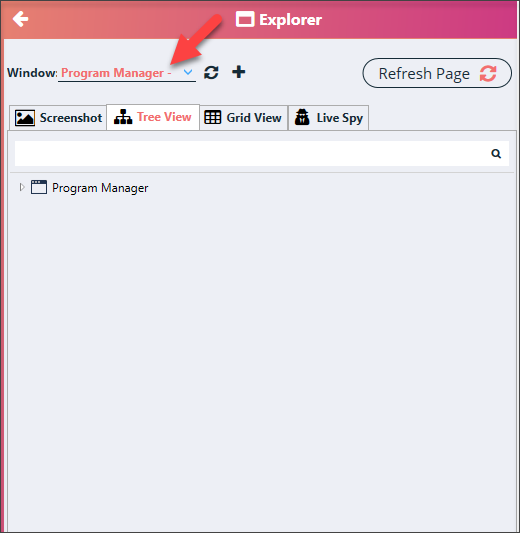 Explorer
Window: Program Manager -
Refresh Page
Screenshot Tree View Grid View Live Spy
Program Manager